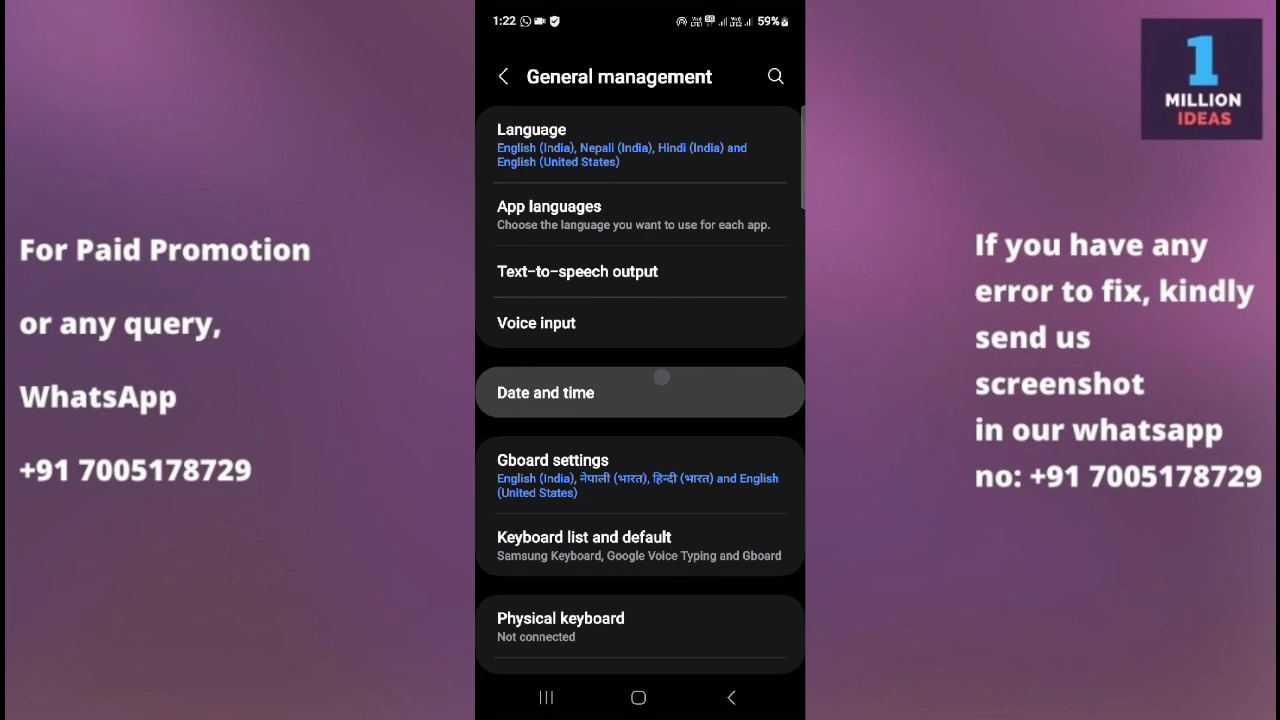 1:22
59%
General management
1
MILLION
IDEAS
Language
English (India), Nepali (India), Hindi (India) and
English (United States)
App languages
Choose the language you want to use for each app.
Text-to-speech output
Voice input
Date and time
Gboard settings
English (India), नेपाली (भारत), हिन्दी (भारत) and English
(United States)
Keyboard list and default
Samsung Keyboard, Google Voice Typing and Gboard
Physical keyboard
Not connected
For Paid Promotion
or any query,
WhatsApp
+91 7005178729
If you have any
error to fix, kindly
send us
screenshot
in our whatsapp
no: +91 7005178729